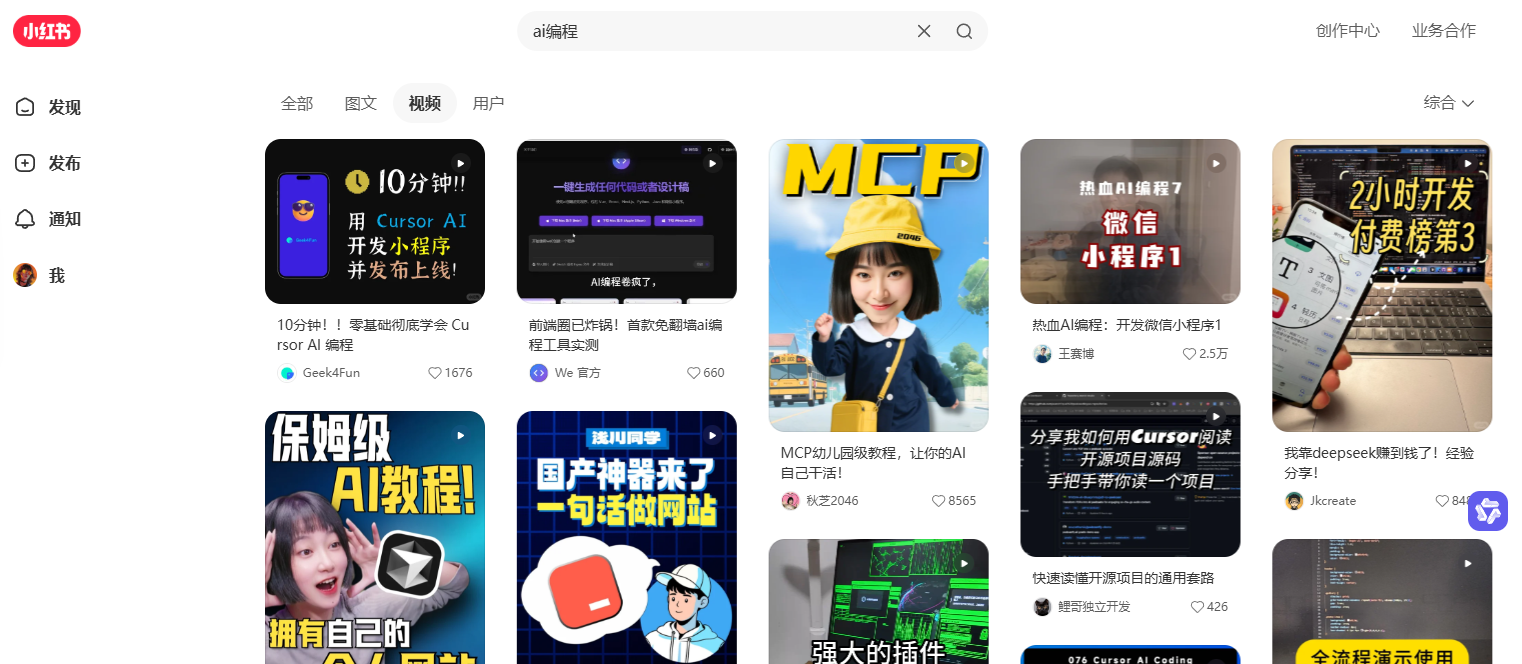 小红书
ai编程
创作中心
业务合作
发现
发布
通知
我
全部
图文
视频
用户
综合
10分钟!!
用 Cursor AI
开发小程序
并发布上线!
Geek4Fun
10分钟！！零基础彻底学会 Cu
rsor AI 编程
Geek4Fun
1676
一键生成任何代码或者设计稿
AI编程卷疯了，
前端圈已炸锅！首款免翻墙ai编
程工具实测
We 官方
660
MCP
2046
MCP幼儿园级教程，让你的AI
自己干活！
秋芝2046
8565
热血AI编程7
微信
小程序1
热血AI编程：开发微信小程序1
王赛博
2.5万
2小时开发
付费榜第3
T
3 文图
4 轻历
我靠deepseek赚到钱了！经验
分享！
Jkcreate
848
保姆级
AI教程!
拥有自己的
个人网站
浅川同学
国产神器来了
一句话做网站
强大的插件
分享我如何用Cursor阅读
开源项目源码
手把手带你读一个项目
快速读懂开源项目的通用套路
鲤哥独立开发
426
076 Cursor AI Coding
全流程演示使用